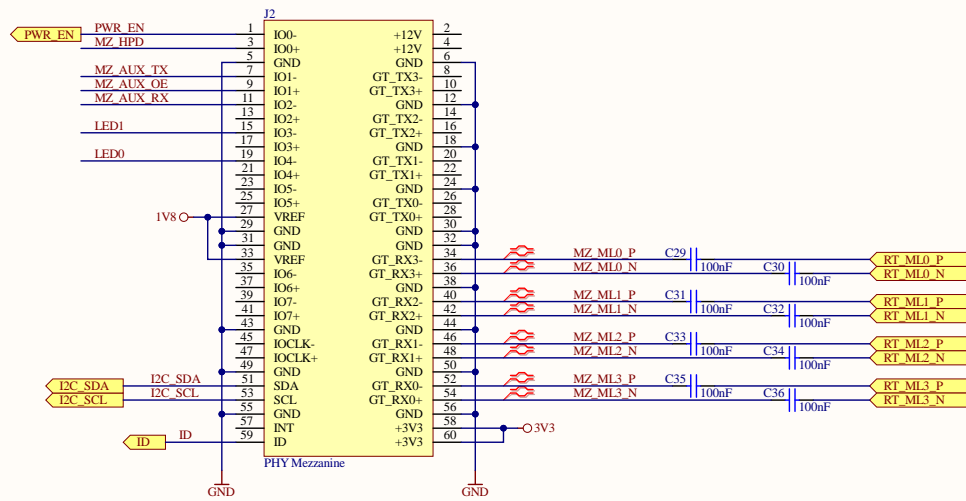 J2
PWR_EN PWR_EN 1 IO0- +12V 2
MZ_HPD 3 IO0+ +12V 4
5 GND GND 6
MZ_AUX_TX 7 IO1- GT_TX3- 8
MZ_AUX_OE 9 IO1+ GT_TX3+ 10
MZ_AUX_RX 11 IO2- GND 12
13 IO2+ GT_TX2- 14
LED1 15 IO3- GT_TX2+ 16
17 IO3+ GND 18
LED0 19 IO4- GT_TX1- 20
21 IO4+ GT_TX1+ 22
23 IO5- GND 24
25 IO5+ GT_TX0- 26
1V8 27 VREF GT_TX0+ 28
29 GND GND 30
31 GND GND 32
33 VREF GT_RX3- 34 MZ_ML0_P C29 100nF RT_ML0_P
35 IO6- GT_RX3+ 36 MZ_ML0_N C30 100nF RT_ML0_N
37 IO6+ GND 38
39 IO7- GT_RX2- 40 MZ_ML1_P C31 100nF RT_ML1_P
41 IO7+ GT_RX2+ 42 MZ_ML1_N C32 100nF RT_ML1_N
43 GND GND 44
45 IOCLK- GT_RX1- 46 MZ_ML2_P C33 100nF RT_ML2_P
47 IOCLK+ GT_RX1+ 48 MZ_ML2_N C34 100nF RT_ML2_N
49 GND GND 50
I2C_SDA I2C_SDA 51 SDA GT_RX0- 52 MZ_ML3_P C35 100nF RT_ML3_P
I2C_SCL I2C_SCL 53 SCL GT_RX0+ 54 MZ_ML3_N C36 100nF RT_ML3_N
55 GND GND 56
57 INT +3V3 58 3V3
ID ID 59 ID +3V3 60
PHY Mezzanine
GND GND